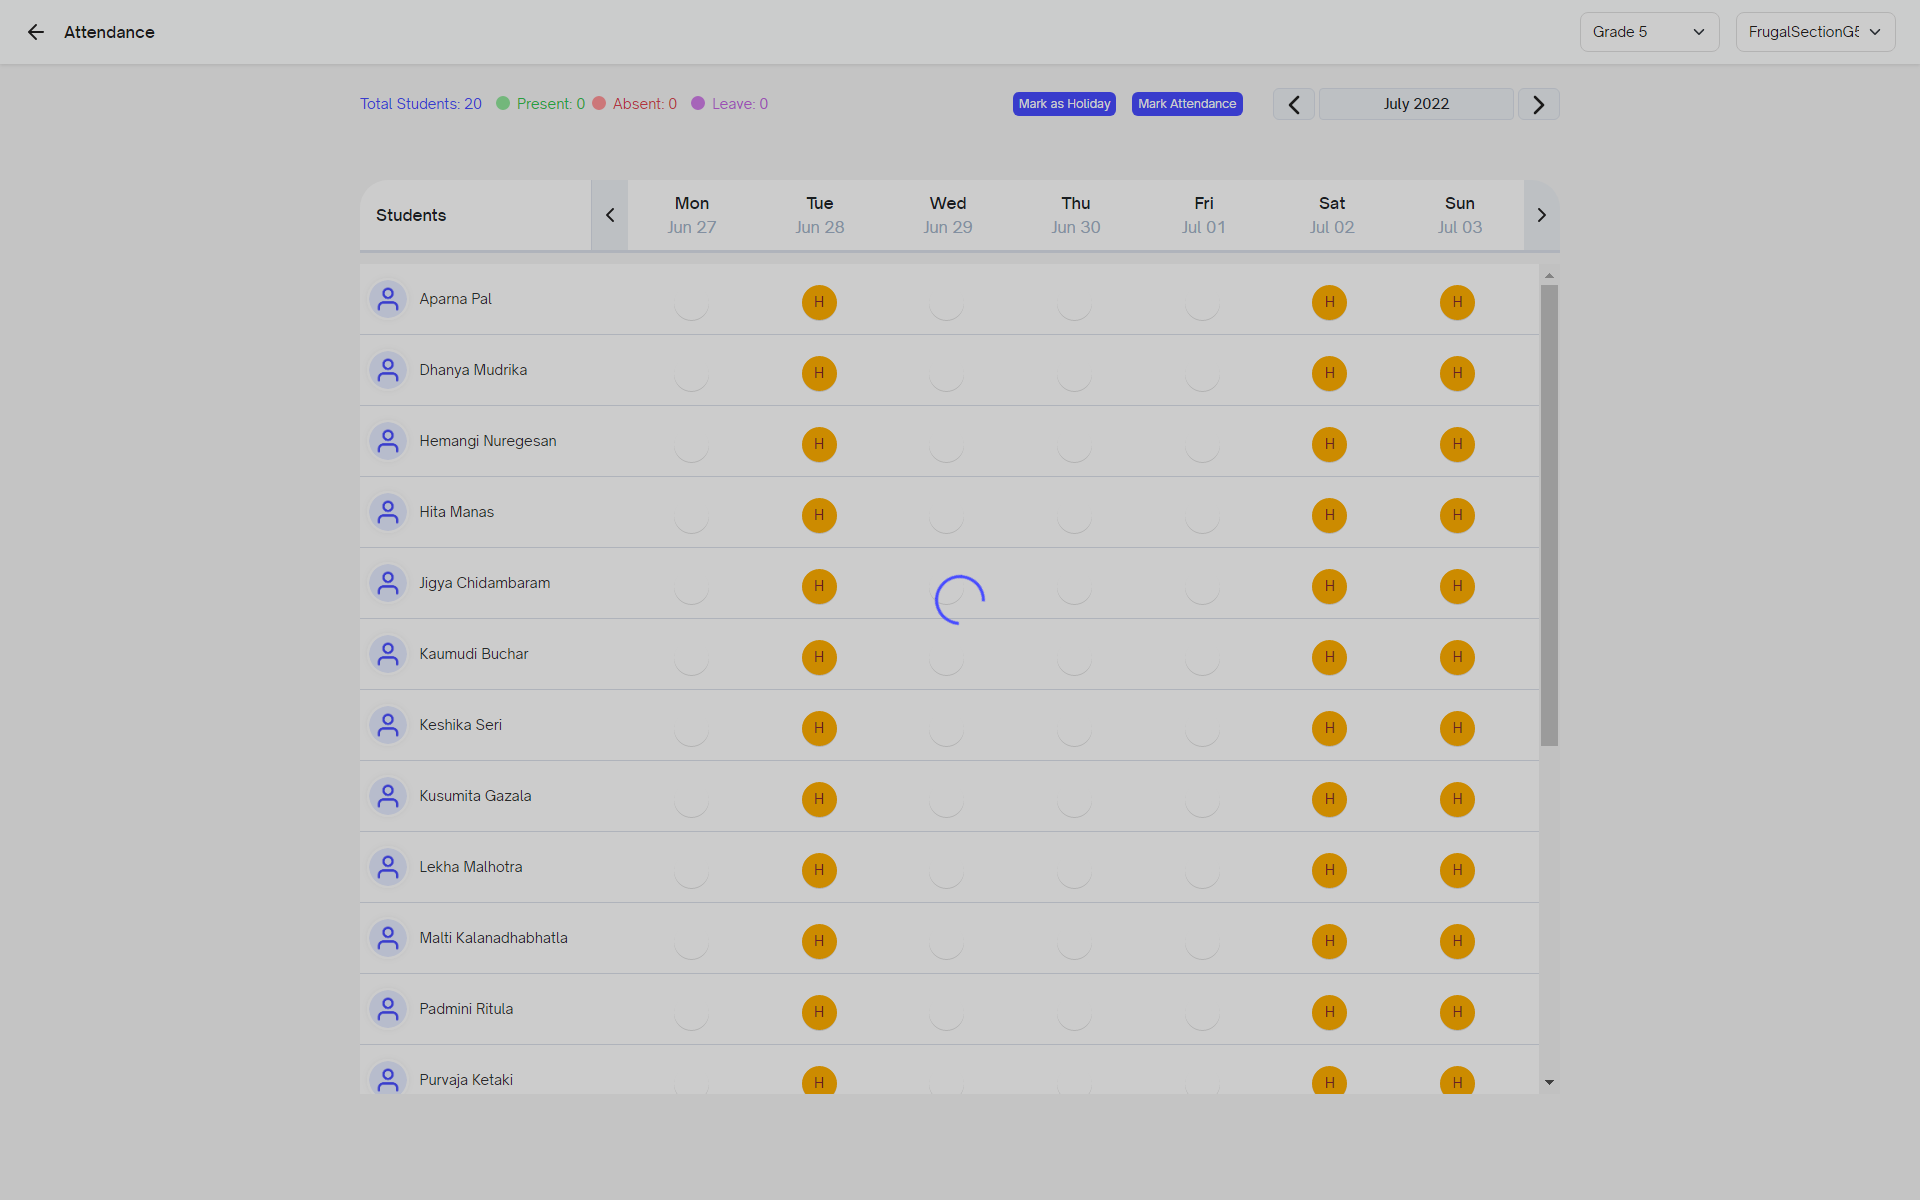 Attendance
Grade 5
FrugalSectionG5
Total Students: 20 Present: 0 Absent: 0 Leave: 0
Mark as Holiday Mark Attendance July 2022
Students Mon Tue Wed Thu Fri Sat Sun
Jun 27 Jun 28 Jun 29 Jun 30 Jul 01 Jul 02 Jul 03
Aparna Pal H H H
Dhanya Mudrika H H H
Hemangi Nuregesan H H H
Hita Manas H H H
Jigya Chidambaram H H H
Kaumudi Buchar H H H
Keshika Seri H H H
Kusumita Gazala H H H
Lekha Malhotra H H H
Malti Kalanadhabhatla H H H
Padmini Ritula H H H
Purvaja Ketaki H H H